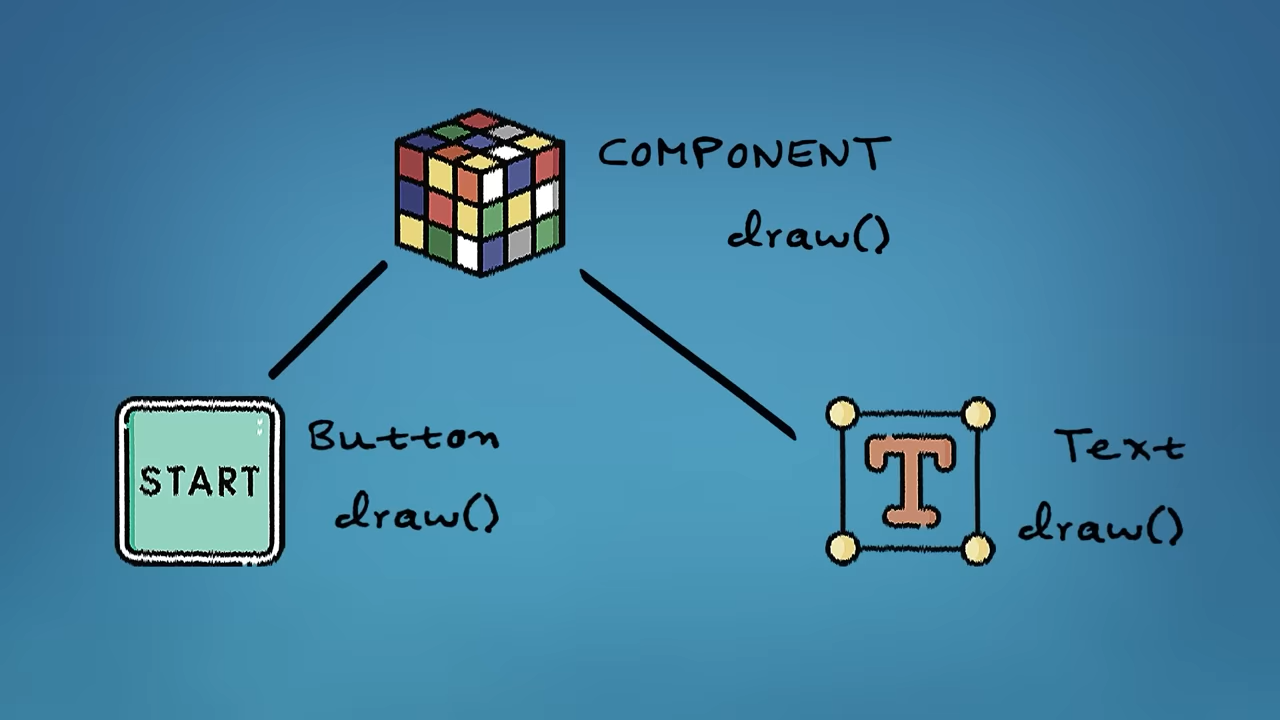 COMPONENT
draw()
START
Button
draw()
T
Text
draw()